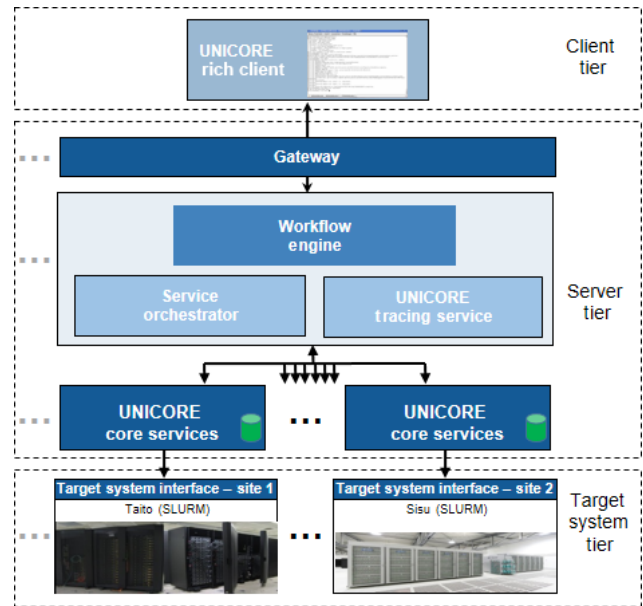 UNICORE
rich client
Client
tier
Gateway
Workflow
engine
Service
orchestrator
UNICORE
tracing service
Server
tier
UNICORE
core services
UNICORE
core services
Target system interface – site 1
Taito (SLURM)
Target system interface – site 2
Sisu (SLURM)
Target
system
tier